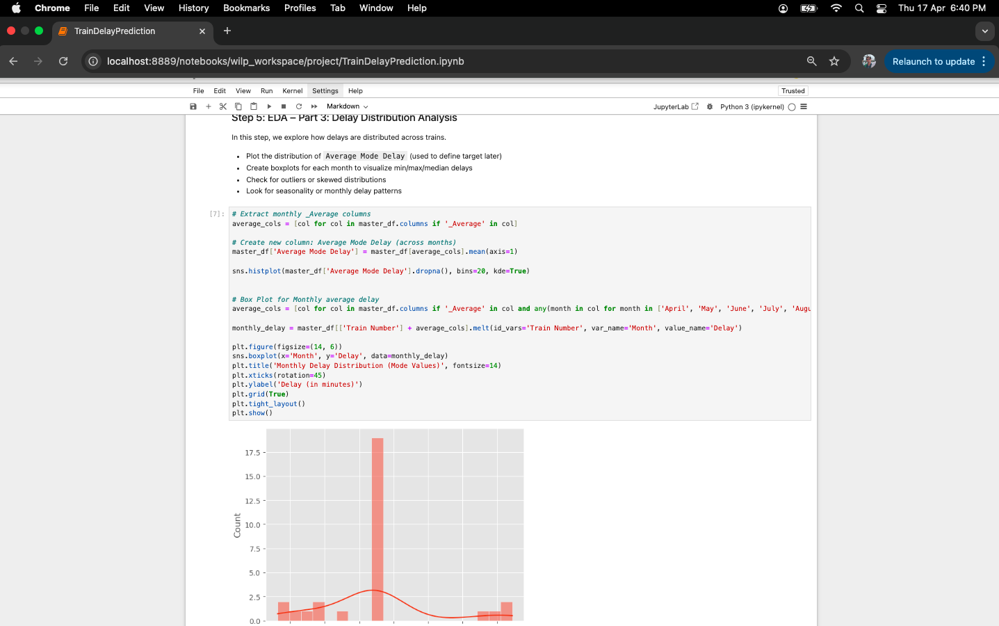 Chrome File Edit View History Bookmarks Profiles Tab Window Help Thu 17 Apr 6:40 PM
TrainDelayPrediction
localhost:8889/notebooks/wilp_workspace/project/TrainDelayPrediction.ipynb Relaunch to update
File Edit View Run Kernel Settings Help Trusted
Markdown JupyterLab Python 3 (ipykernel)
Step 5: EDA – Part 3: Delay Distribution Analysis
In this step, we explore how delays are distributed across trains.
• Plot the distribution of Average Mode Delay (used to define target later)
• Create boxplots for each month to visualize min/max/median delays
• Check for outliers or skewed distributions
• Look for seasonality or monthly delay patterns
[7]: # Extract monthly _Average columns
average_cols = [col for col in master_df.columns if '_Average' in col]
# Create new column: Average Mode Delay (across months)
master_df['Average Mode Delay'] = master_df[average_cols].mean(axis=1)
sns.histplot(master_df['Average Mode Delay'].dropna(), bins=20, kde=True)
# Box Plot for Monthly average delay
average_cols = [col for col in master_df.columns if '_Average' in col and any(month in col for month in ['April', 'May', 'June', 'July', 'Augu
monthly_delay = master_df[['Train Number'] + average_cols].melt(id_vars='Train Number', var_name='Month', value_name='Delay')
plt.figure(figsize=(14, 6))
sns.boxplot(x='Month', y='Delay', data=monthly_delay)
plt.title('Monthly Delay Distribution (Mode Values)', fontsize=14)
plt.xticks(rotation=45)
plt.ylabel('Delay (in minutes)')
plt.grid(True)
plt.tight_layout()
plt.show()
17.5
15.0
12.5
10.0
7.5
5.0
2.5
0.0
Count